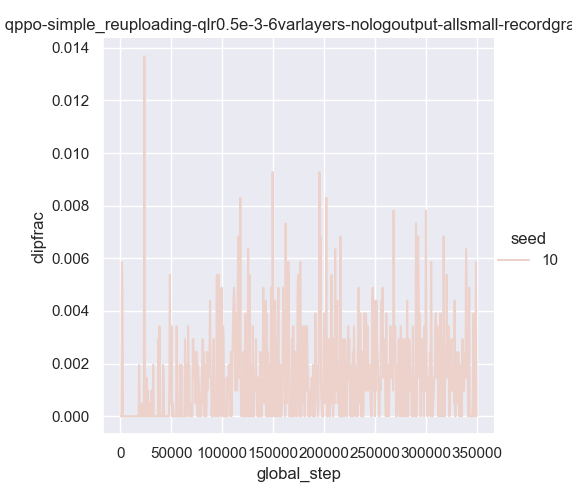 qppo-simple_reuploading-qlr0.5e-3-6varlayers-nologoutput-allsmall-recordgra
0.014
0.012
0.010
0.008
0.006
0.004
0.002
0.000
dipfrac
0 50000 100000 150000 200000 250000 300000 350000
global_step
seed
10